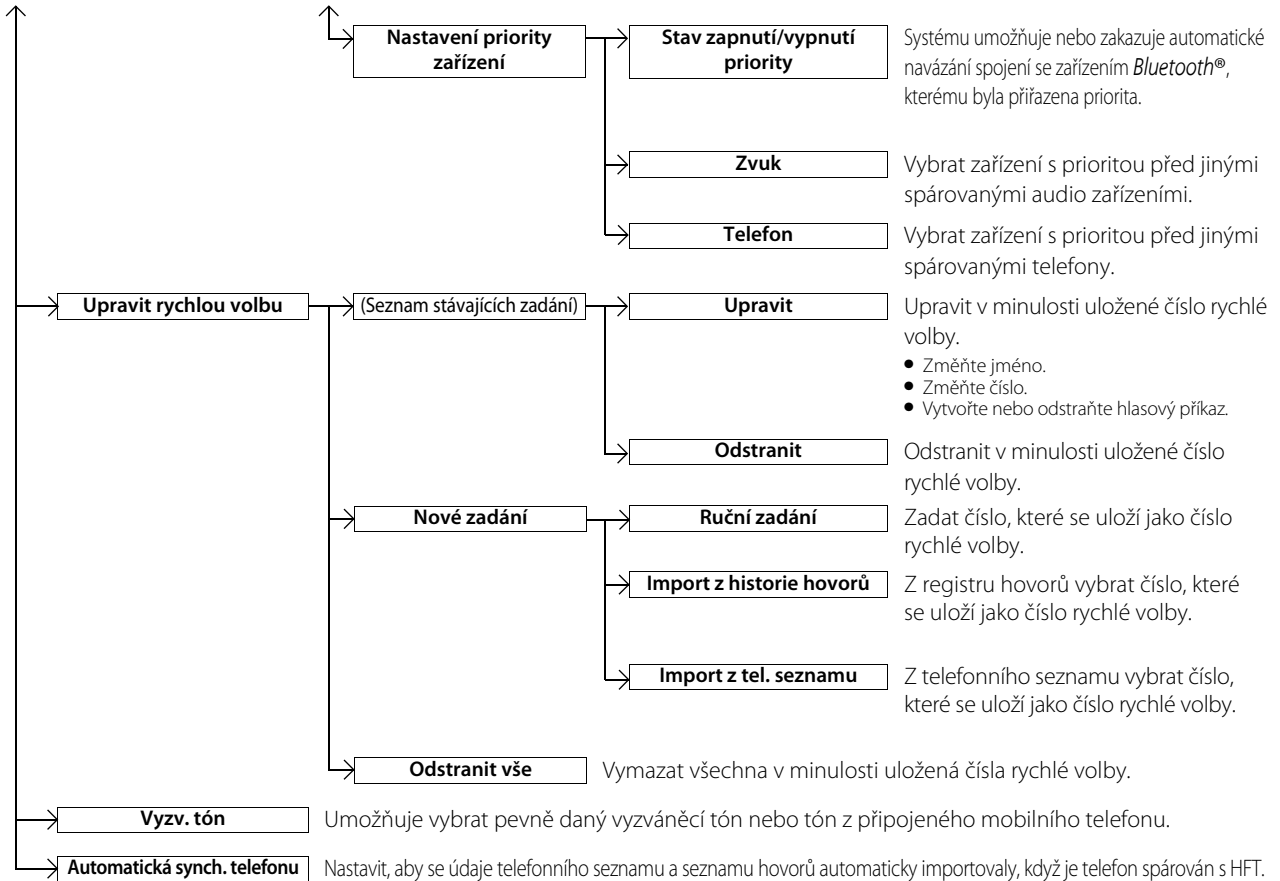 Nastavení priority
zařízení
Stav zapnutí/vypnutí
priority
Systému umožňuje nebo zakazuje automatické
navázání spojení se zařízením Bluetooth®,
kterému byla přiřazena priorita.
Zvuk
Vybrat zařízení s prioritou před jinými
spárovanými audio zařízeními.
Telefon
Vybrat zařízení s prioritou před jinými
spárovanými telefony.
Upravit rychlou volbu
(Seznam stávajících zadání)
Upravit
Upravit v minulosti uložené číslo rychlé
volby.
● Změňte jméno.
● Změňte číslo.
● Vytvořte nebo odstraňte hlasový příkaz.
Odstranit
Odstranit v minulosti uložené číslo
rychlé volby.
Nové zadání
Ruční zadání
Zadat číslo, které se uloží jako číslo
rychlé volby.
Import z historie hovorů
Z registru hovorů vybrat číslo, které
se uloží jako číslo rychlé volby.
Import z tel. seznamu
Z telefonního seznamu vybrat číslo,
které se uloží jako číslo rychlé volby.
Odstranit vše
Vymazat všechna v minulosti uložená čísla rychlé volby.
Vyzv. tón
Umožňuje vybrat pevně daný vyzváněcí tón nebo tón z připojeného mobilního telefonu.
Automatická synch. telefonu
Nastavit, aby se údaje telefonního seznamu a seznamu hovorů automaticky importovaly, když je telefon spárován s HFT.